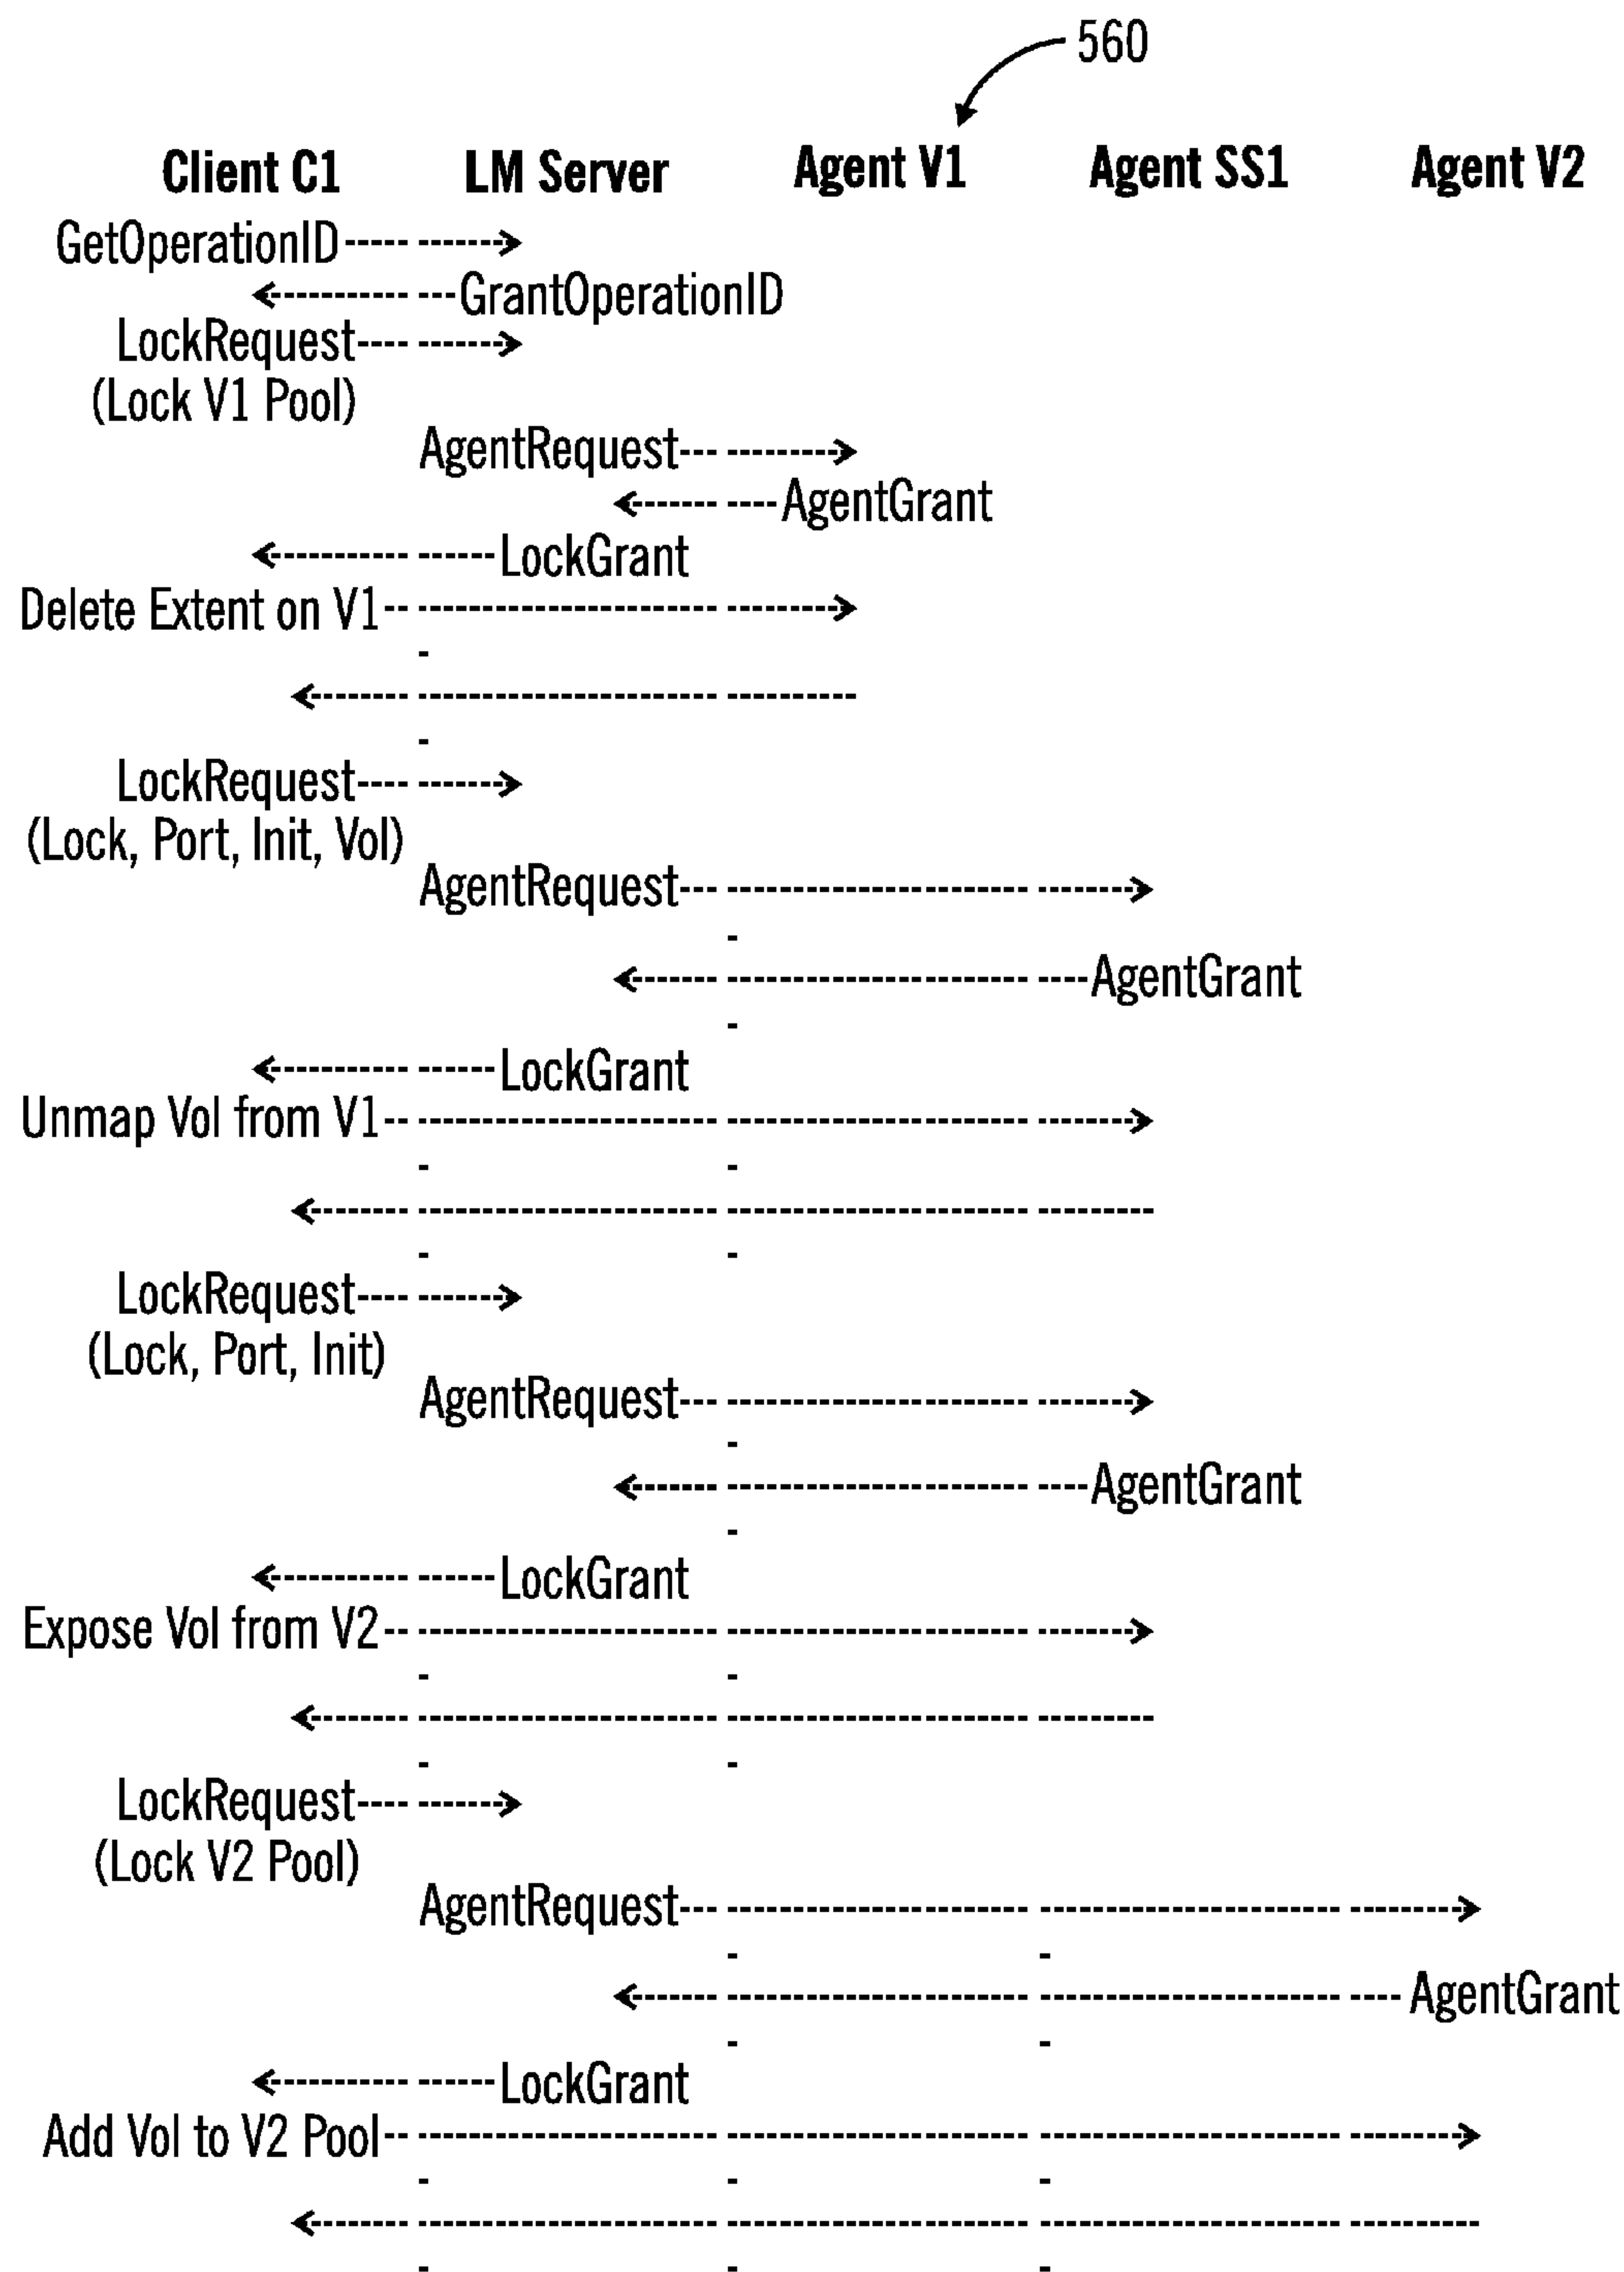 560
Client C1 LM Server Agent V1 Agent SS1 Agent V2
GetOperationID
GrantOperationID
LockRequest
(Lock V1 Pool)
AgentRequest
AgentGrant
LockGrant
Delete Extent on V1
LockRequest
(Lock, Port, Init, Vol)
AgentRequest
AgentGrant
LockGrant
Unmap Vol from V1
LockRequest
(Lock, Port, Init)
AgentRequest
AgentGrant
LockGrant
Expose Vol from V2
LockRequest
(Lock V2 Pool)
AgentRequest
AgentGrant
LockGrant
Add Vol to V2 Pool